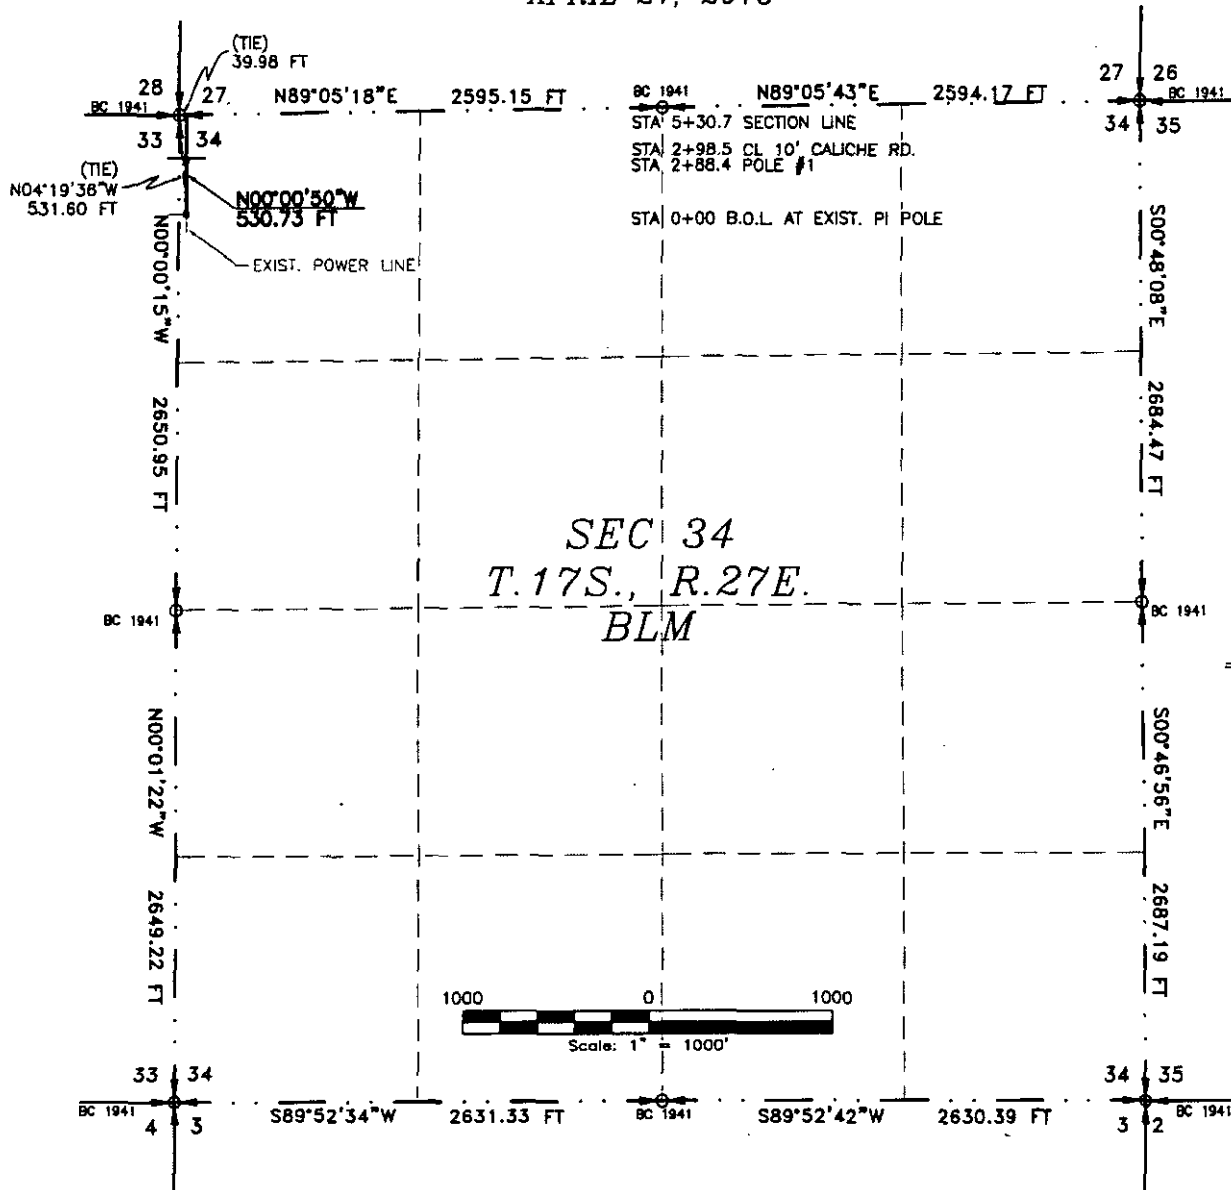 (TIE)
39.98 FT
28 27
BC 1941
N89°05'18"E 2595.15 FT
BC 1941
N89°05'43"E 2594.17 FT
27 26
BC 1941
33 34
34 35
STA 5+30.7 SECTION LINE
STA 2+98.5 CL 10' CALICHE RD.
STA 2+88.4 POLE #1
STA 0+00 B.O.L. AT EXIST. PI POLE
(TIE)
N04°19'36"W
531.60 FT
N00°00'50"W
530.73 FT
EXIST. POWER LINE
N00°00'15"W
2650.95 FT
S00°48'08"E
2684.47 FT
SEC 34
T.17S., R.27E.
BLM
BC 1941
BC 1941
N00°01'22"W
2649.22 FT
S00°46'56"E
2687.19 FT
1000 0 1000
Scale: 1" = 1000'
33 34
BC 1941
4 3
S89°52'34"W 2631.33 FT
BC 1941
S89°52'42"W 2630.39 FT
34 35
BC 1941
3 2